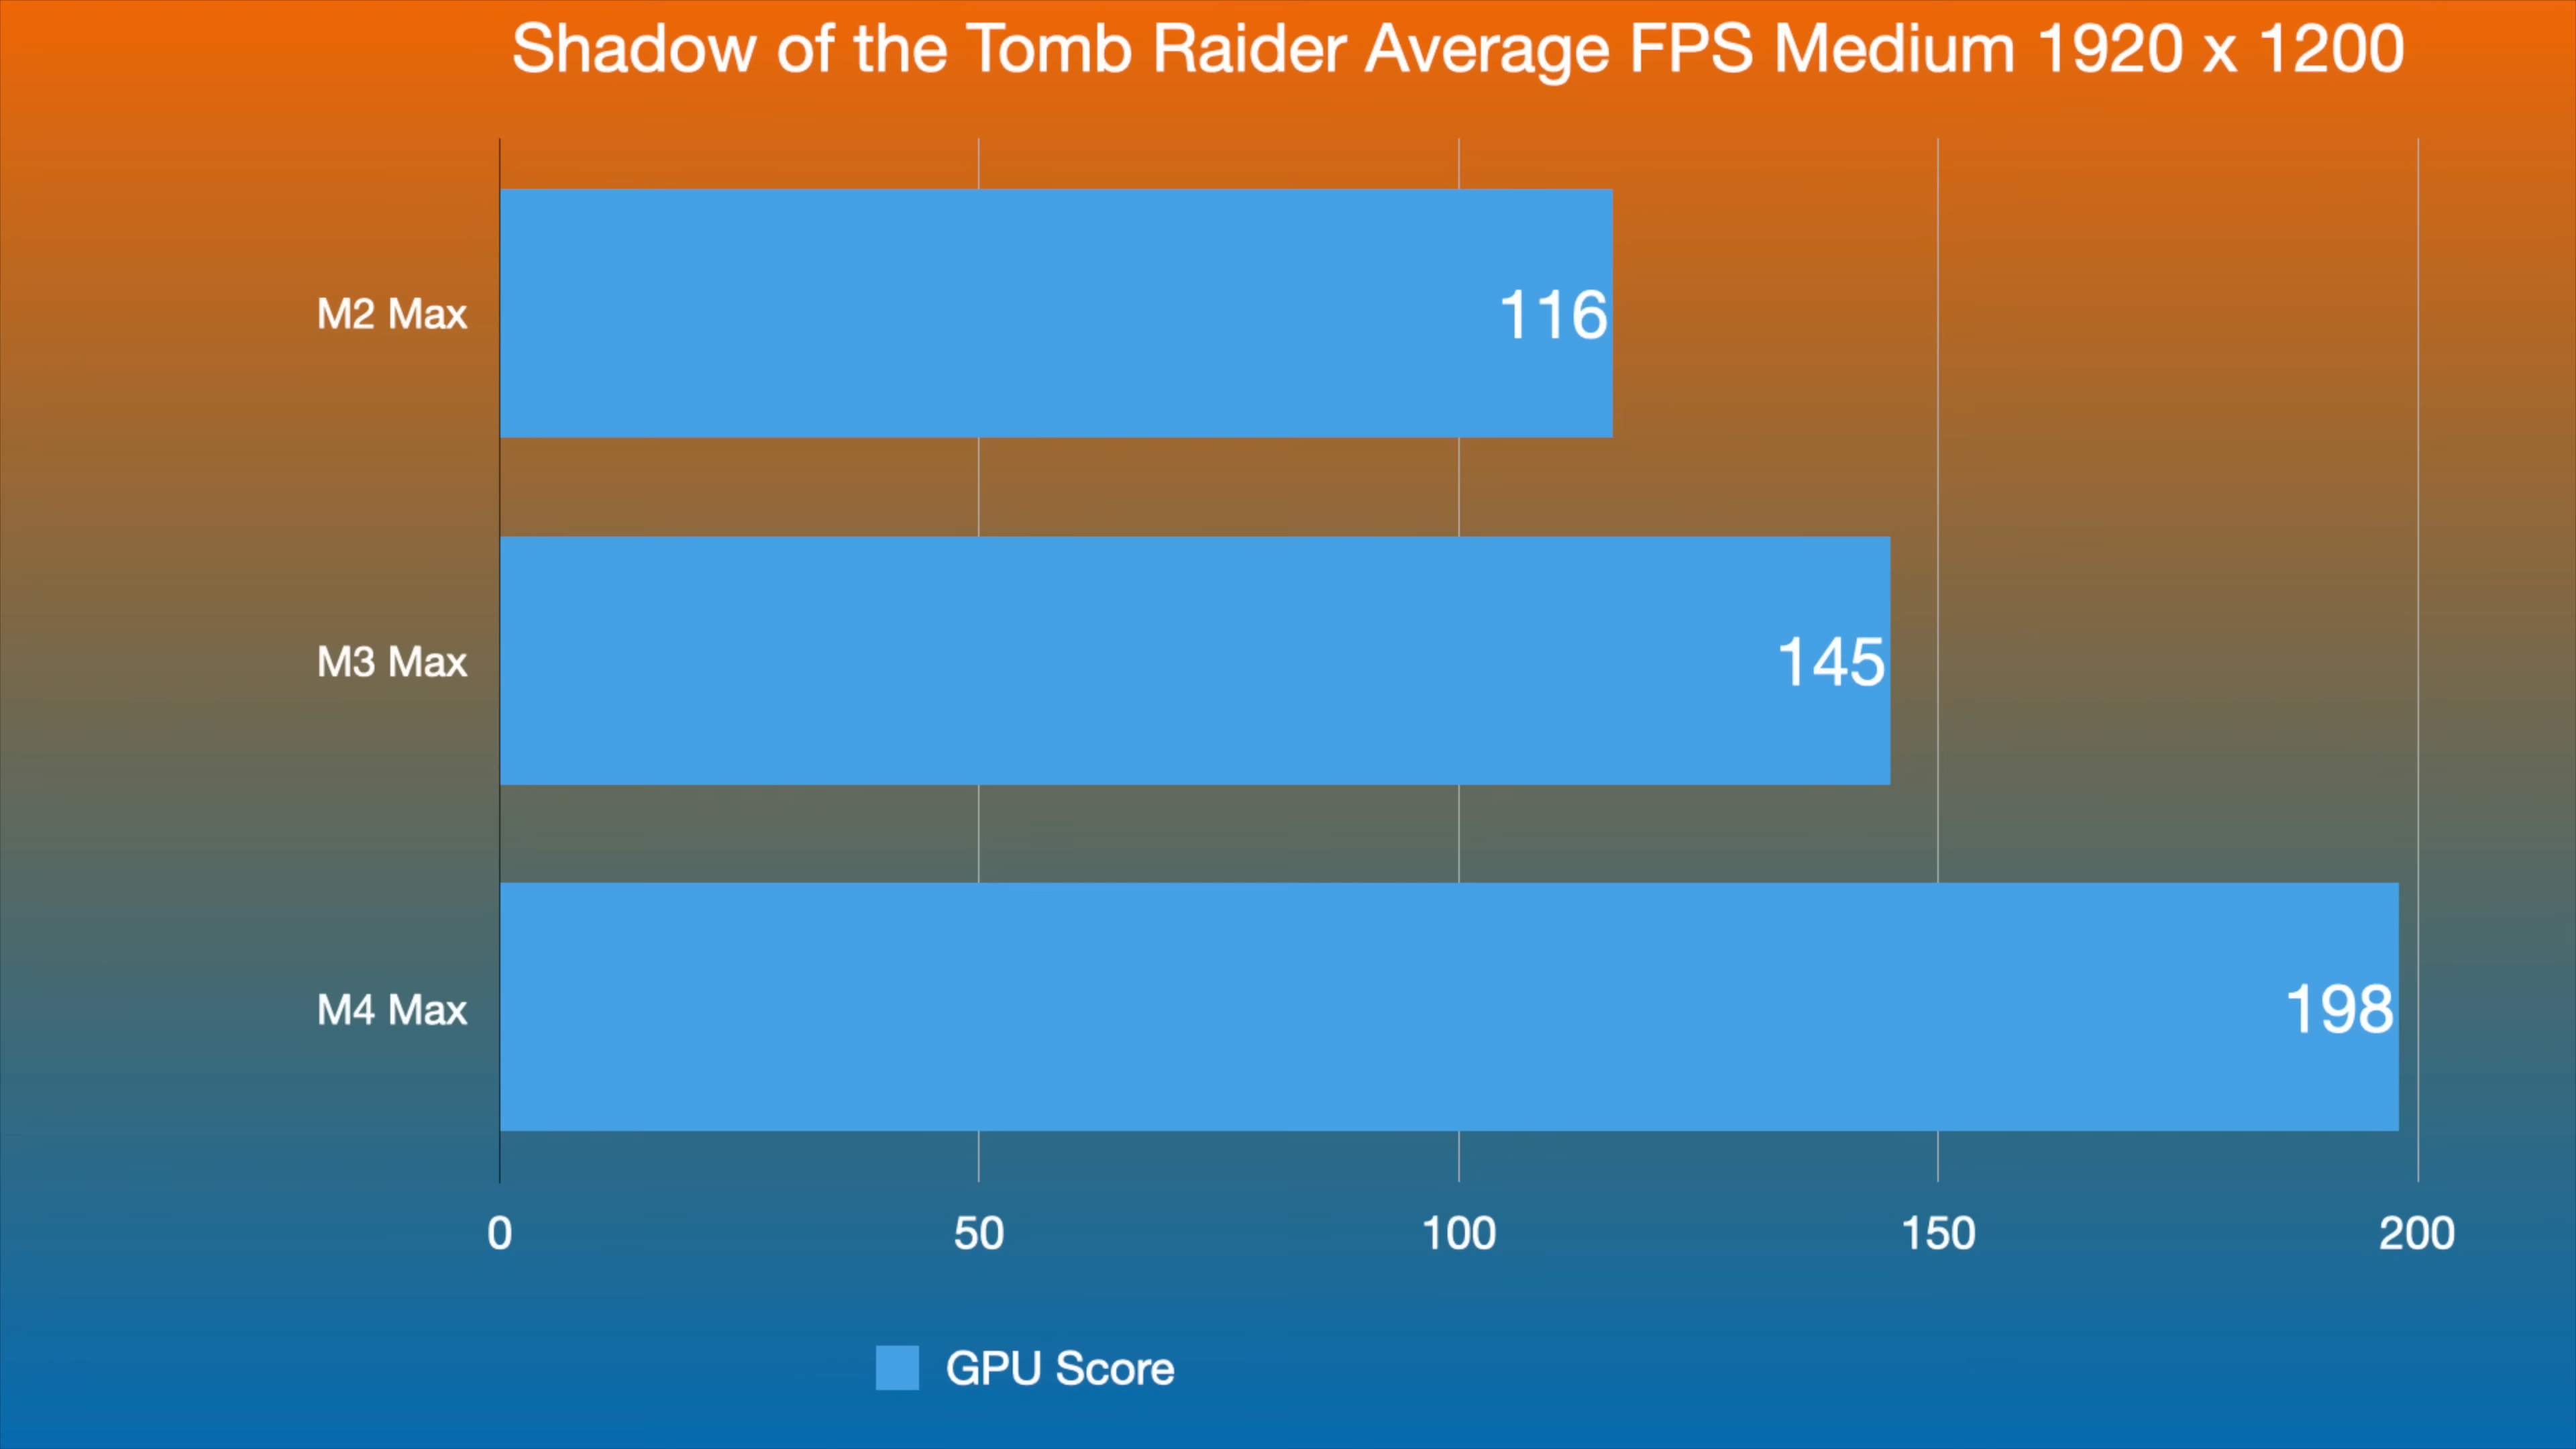 Shadow of the Tomb Raider Average FPS Medium 1920 x 1200
M2 Max
116
M3 Max
145
M4 Max
198
0 50 100 150 200
GPU Score